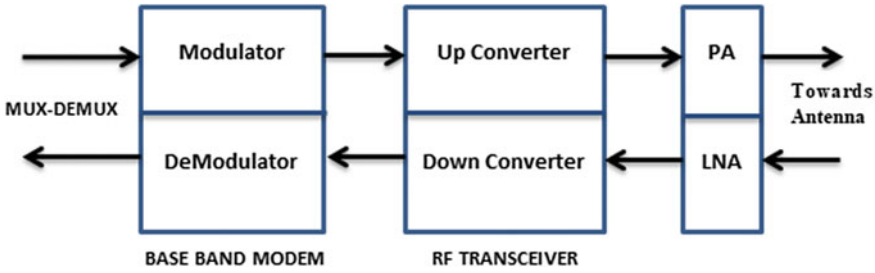 Modulator
Up Converter
PA
Towards
Antenna
MUX-DEMUX
DeModulator
Down Converter
LNA
BASE BAND MODEM
RF TRANSCEIVER